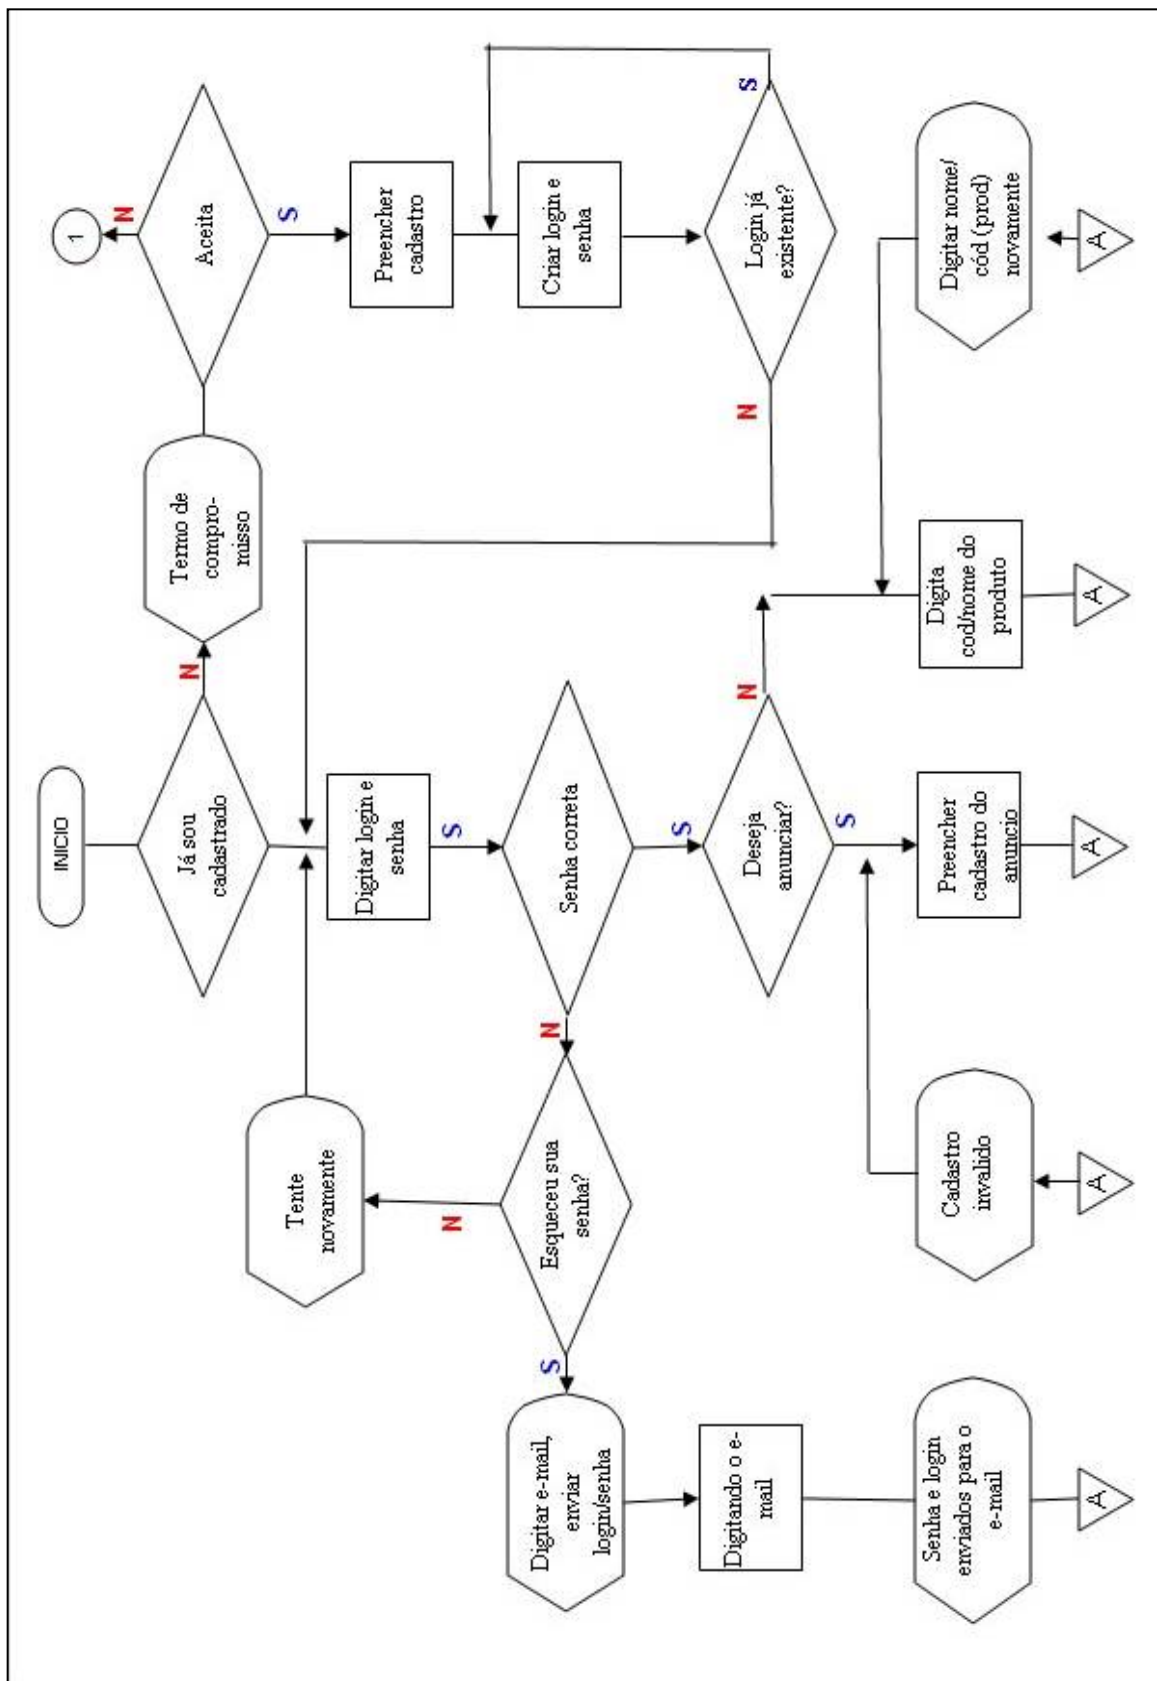 INICIO
1
N
Já sou
cadastrado
N
Termo de
compro-
misso
Aceita
S
Tente
novamente
Digitar login e
senha
Preencher
cadastro
N
S
Criar login e
senha
Digitar e-mail,
enviar
login/senha
S
Esqueceu sua
senha?
N
Senha correta
S
N
S
Digitando o e-
mail
Deseja
anunciar?
N
Login já
existente?
S
Senha e login
enviados para o
e-mail
Cadastro
invalido
Preencher
cadastro do
anuncio
Digita
cod/nome do
produto
Digitar nome/
cód (prod)
novamente
A
A
A
A
A